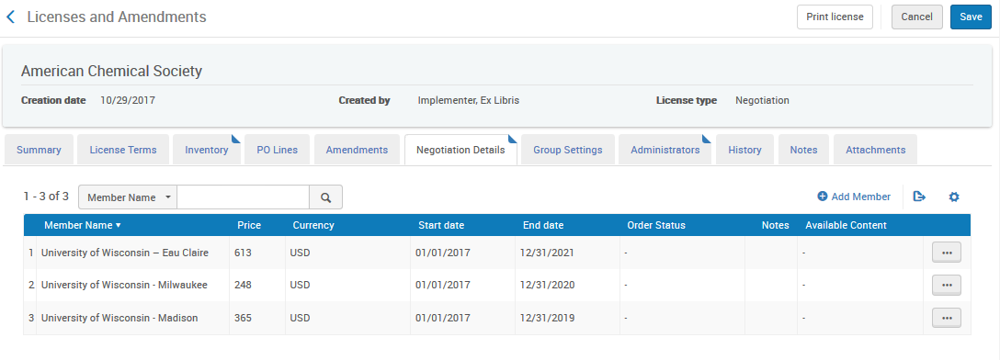 Licenses and Amendments Print license Cancel Save
American Chemical Society
Creation date 10/29/2017 Created by Implementer, Ex Libris License type Negotiation
Summary License Terms Inventory PO Lines Amendments Negotiation Details Group Settings Administrators History Notes Attachments
1 - 3 of 3 Member Name Add Member
Member Name Price Currency Start date End date Order Status Notes Available Content
1 University of Wisconsin – Eau Claire 613 USD 01/01/2017 12/31/2021 - -
2 University of Wisconsin - Milwaukee 248 USD 01/01/2017 12/31/2020 - -
3 University of Wisconsin - Madison 365 USD 01/01/2017 12/31/2019 - -